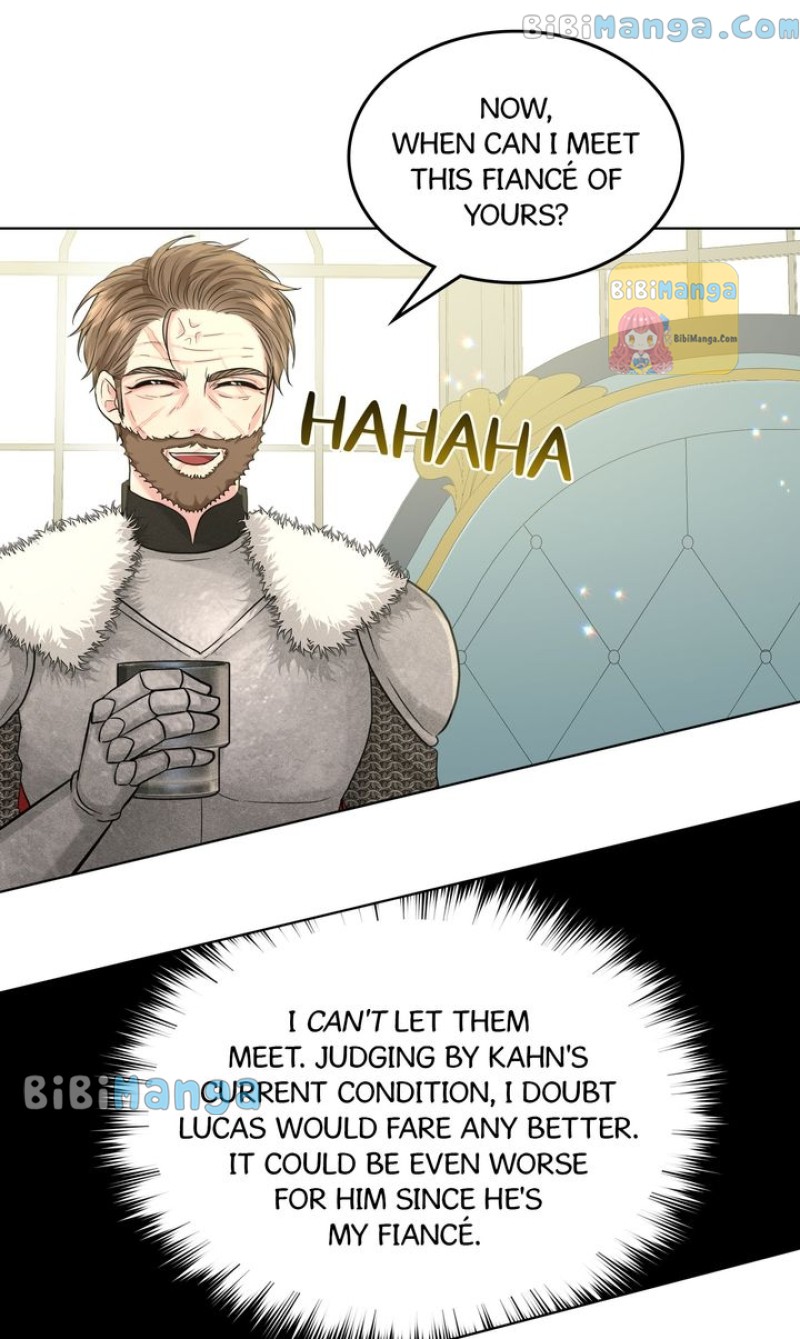 BiBiManga.Com
NOW,
WHEN CAN I MEET
THIS FIANCÉ OF
YOURS?
BiBiManga
BibiManga.Com
HAHAHA
I CAN'T LET THEM
MEET. JUDGING BY KAHN'S
CURRENT CONDITION, I DOUBT
LUCAS WOULD FARE ANY BETTER.
IT COULD BE EVEN WORSE
FOR HIM SINCE HE'S
MY FIANCÉ.
BiBiManga